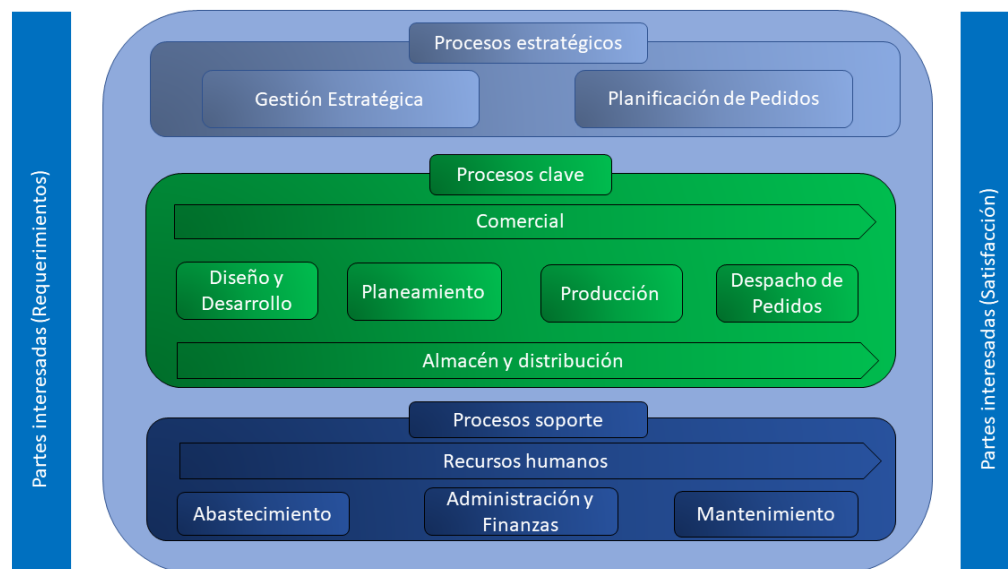 Partes interesadas (Requerimientos)
Procesos estratégicos
Gestión Estratégica
Planificación de Pedidos
Procesos clave
Comercial
Diseño y
Desarrollo
Planeamiento
Producción
Despacho de
Pedidos
Almacén y distribución
Procesos soporte
Recursos humanos
Abastecimiento
Administración y
Finanzas
Mantenimiento
Partes interesadas (Satisfacción)